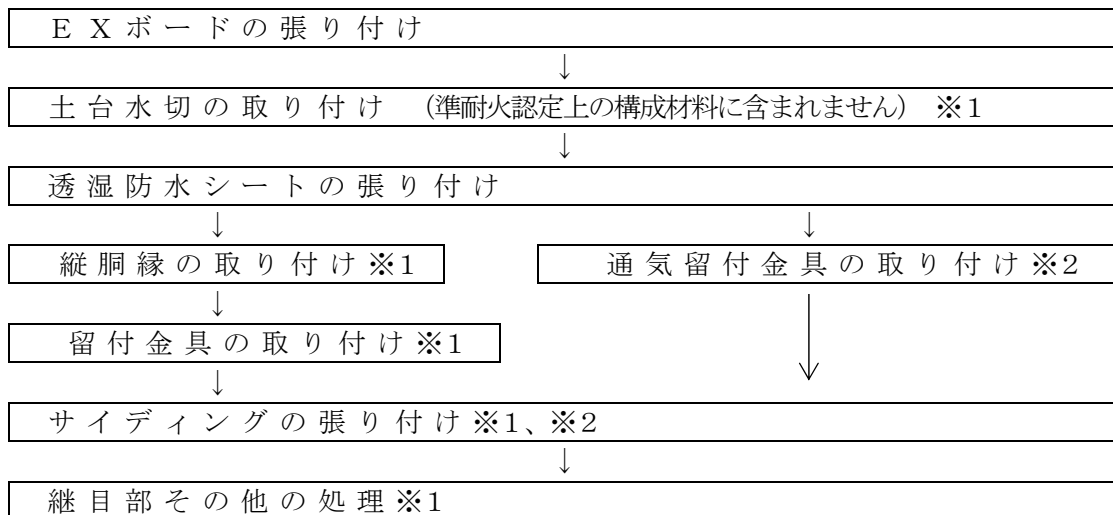 ＥＸボードの張り付け
↓
土台水切の取り付け （準耐火認定上の構成材料に含まれません） ※1
↓
透湿防水シートの張り付け
↓ ↓
縦胴縁の取り付け※1 通気留付金具の取り付け※2
↓
留付金具の取り付け※1
↓
サイディングの張り付け※1、※2
↓
継目部その他の処理※1